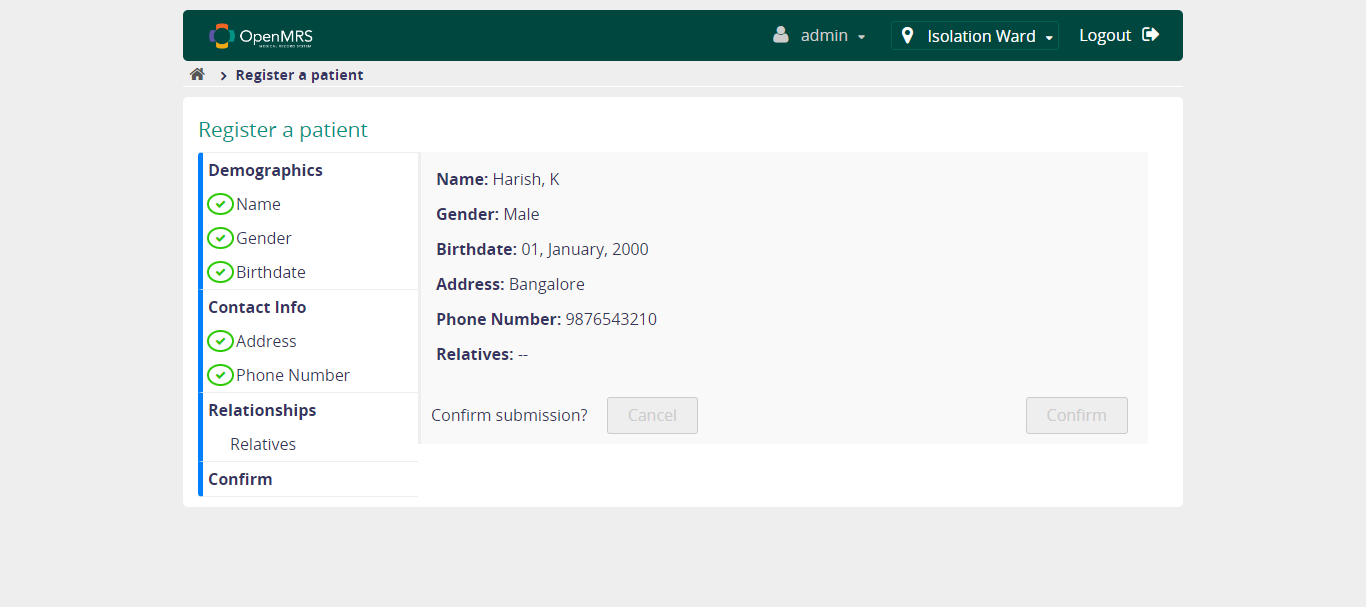 OpenMRS
MEDICAL RECORD SYSTEM
admin
Isolation Ward
Logout
Register a patient
Register a patient
Demographics
Name
Gender
Birthdate
Contact Info
Address
Phone Number
Relationships
Relatives
Confirm
Name: Harish, K
Gender: Male
Birthdate: 01, January, 2000
Address: Bangalore
Phone Number: 9876543210
Relatives: --
Confirm submission? Cancel Confirm